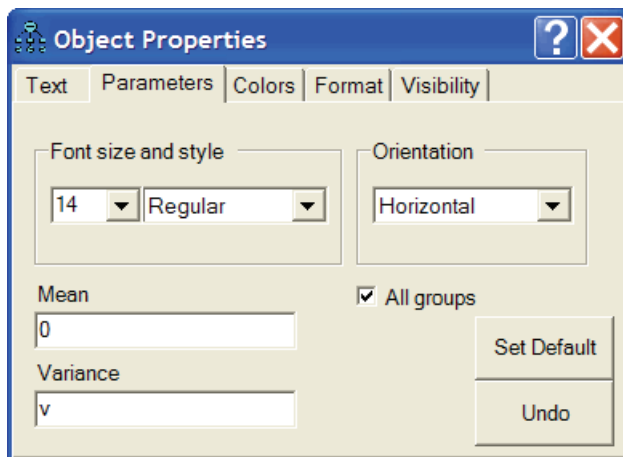 Object Properties
Text Parameters Colors Format Visibility
Font size and style
14 Regular
Orientation
Horizontal
Mean
0
All groups
Variance
v
Set Default
Undo